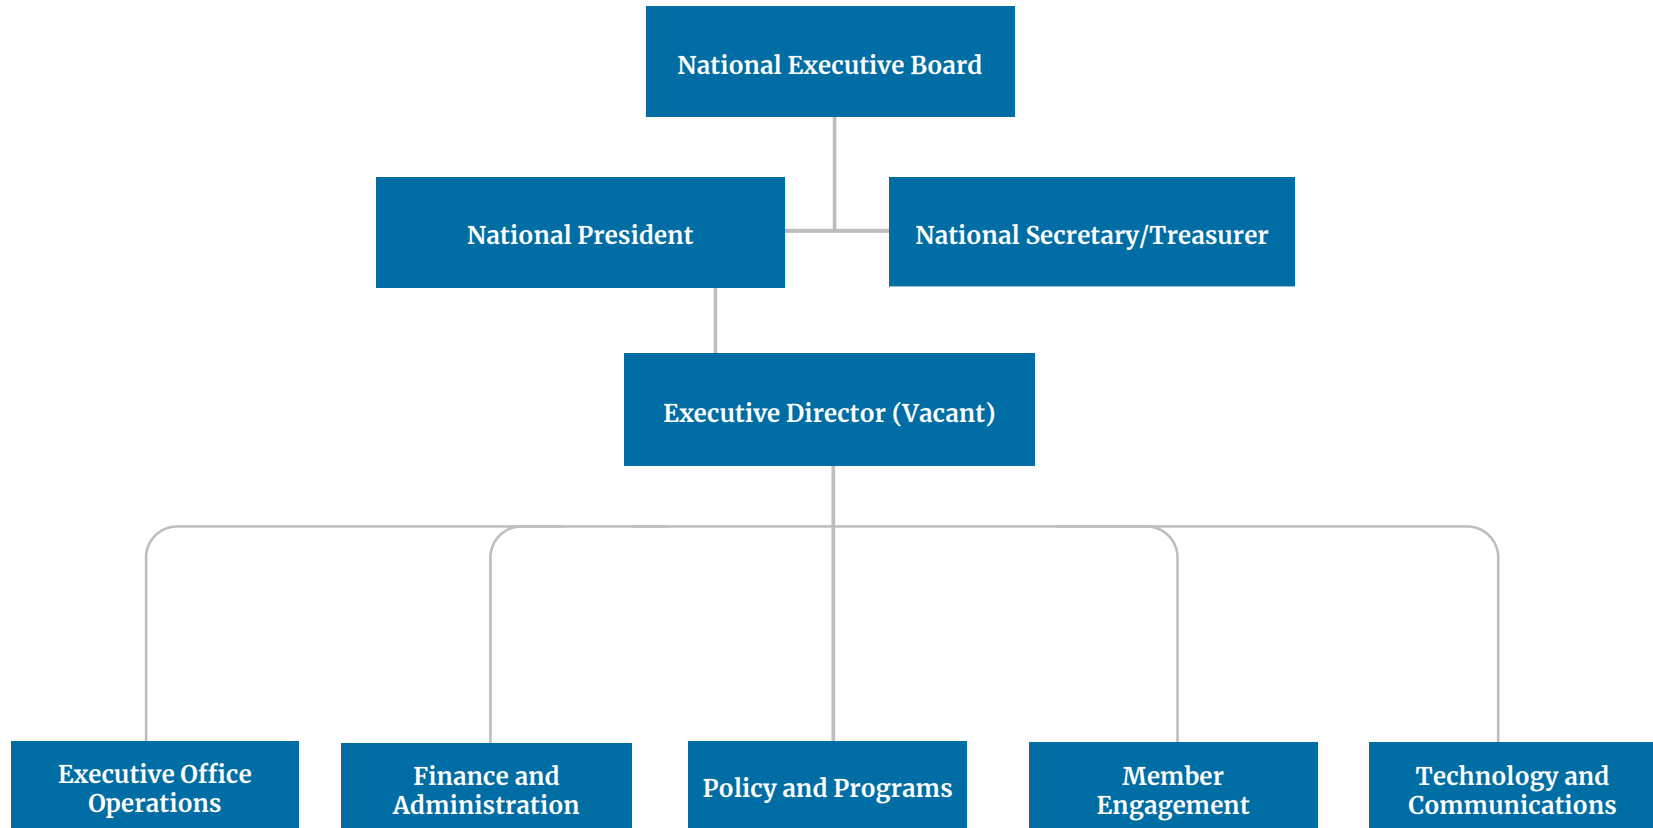 National Executive Board
National President
National Secretary/Treasurer
Executive Director (Vacant)
Executive Office
Operations
Finance and
Administration
Policy and Programs
Member
Engagement
Technology and
Communications